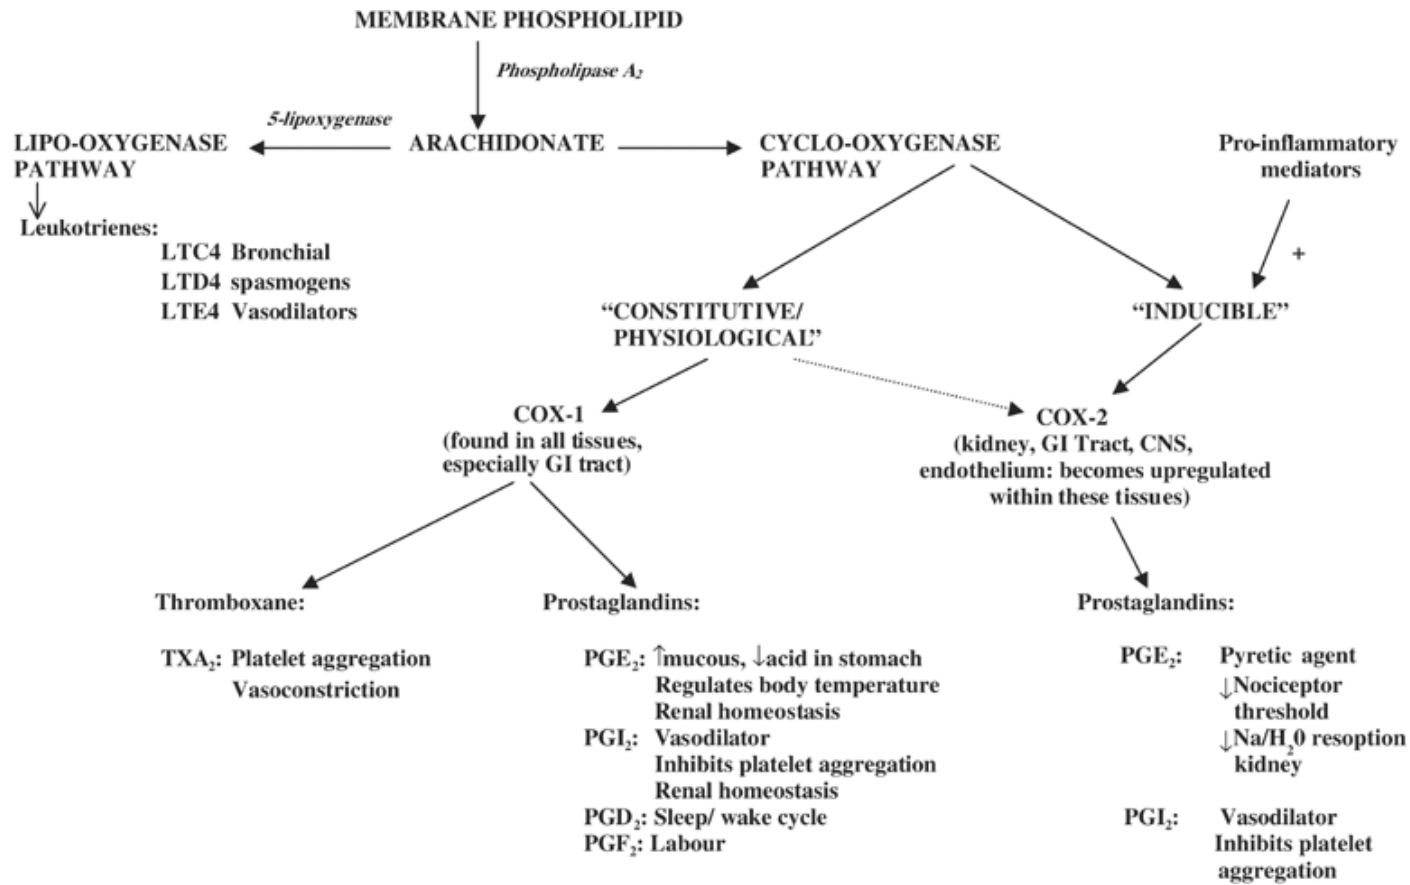 MEMBRANE PHOSPHOLIPID
Phospholipase A₂
5-lipoxygenase
LIPO-OXYGENASE
PATHWAY
ARACHIDONATE
CYCLO-OXYGENASE
PATHWAY
Pro-inflammatory
mediators
+
Leukotrienes:
LTC4 Bronchial
LTD4 spasmogens
LTE4 Vasodilators
“CONSTITUTIVE/
PHYSIOLOGICAL”
“INDUCIBLE”
COX-1
(found in all tissues,
especially GI tract)
COX-2
(kidney, GI Tract, CNS,
endothelium: becomes upregulated
within these tissues)
Thromboxane:
TXA₂: Platelet aggregation
Vasoconstriction
Prostaglandins:
PGE₂: ↑mucous, ↓acid in stomach
Regulates body temperature
Renal homeostasis
PGI₂: Vasodilator
Inhibits platelet aggregation
Renal homeostasis
PGD₂: Sleep/ wake cycle
PGF₂: Labour
Prostaglandins:
PGE₂: Pyretic agent
↓Nociceptor
threshold
↓Na/H₂0 resoption
kidney
PGI₂: Vasodilator
Inhibits platelet
aggregation